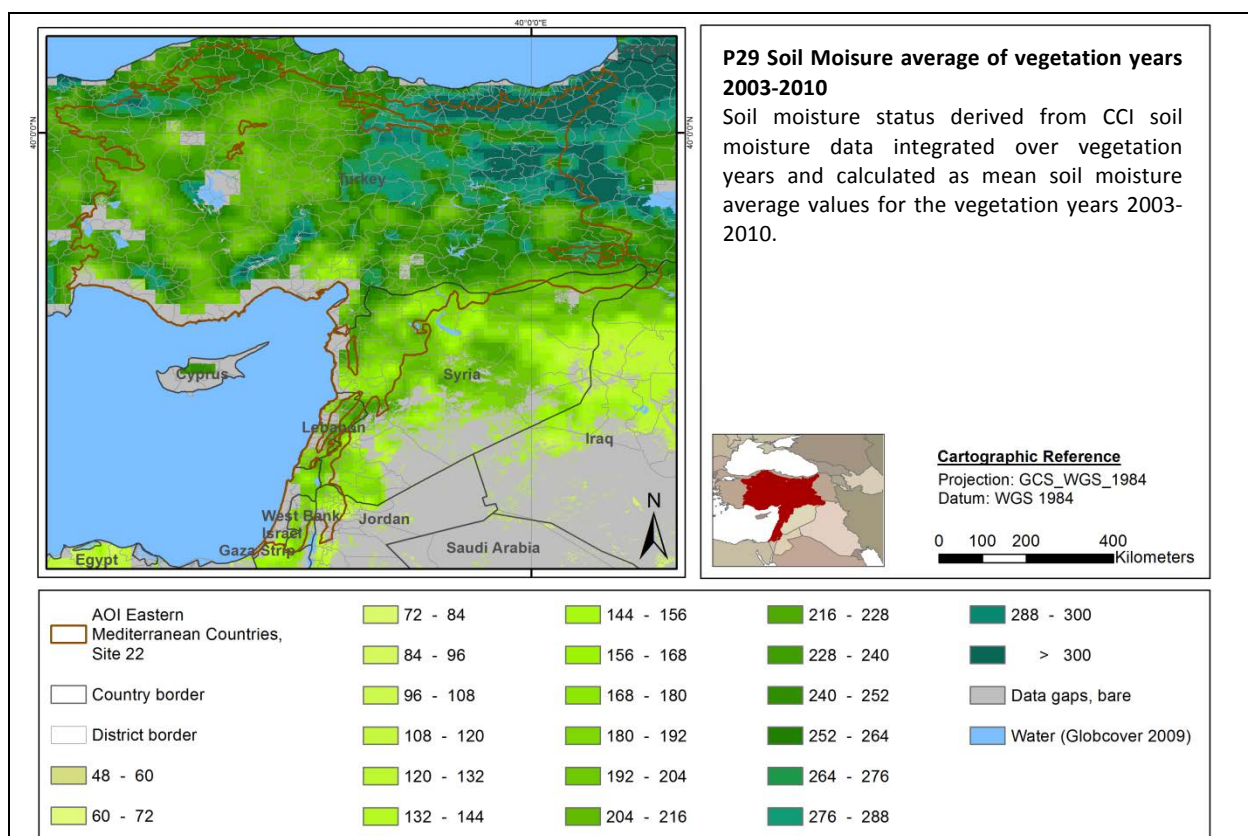 40°0'0"E
40°0'0"N
40°0'0"N
Turkey
Cyprus
Syria
Lebanon
Iraq
West Bank
Israel
Jordan
Gaza Strip
Egypt
Saudi Arabia
N
P29 Soil Moisure average of vegetation years
2003-2010
Soil moisture status derived from CCI soil
moisture data integrated over vegetation
years and calculated as mean soil moisture
average values for the vegetation years 2003-
2010.
Cartographic Reference
Projection: GCS_WGS_1984
Datum: WGS 1984
0 100 200 400
Kilometers
AOI Eastern
Mediterranean Countries,
Site 22
Country border
District border
48 - 60
60 - 72
72 - 84
84 - 96
96 - 108
108 - 120
120 - 132
132 - 144
144 - 156
156 - 168
168 - 180
180 - 192
192 - 204
204 - 216
216 - 228
228 - 240
240 - 252
252 - 264
264 - 276
276 - 288
288 - 300
> 300
Data gaps, bare
Water (Globcover 2009)